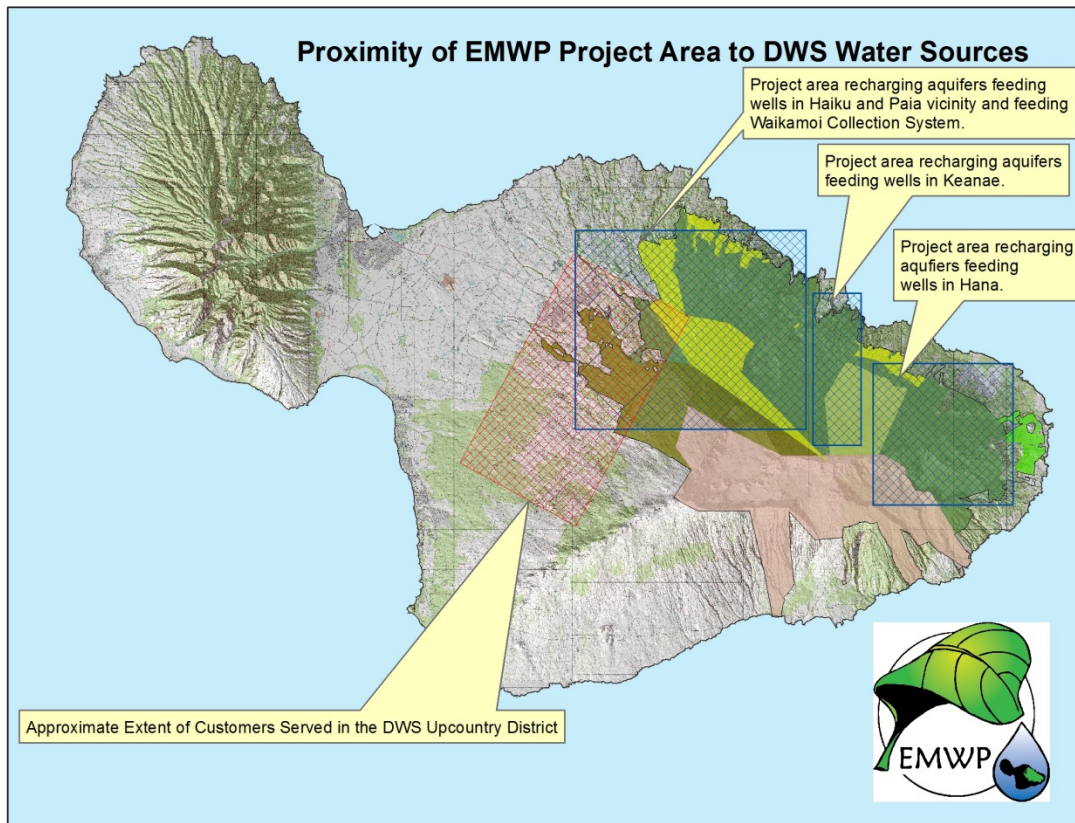 Proximity of EMWP Project Area to DWS Water Sources
Project area recharging aquifers feeding
wells in Haiku and Paia vicinity and feeding
Waikamoi Collection System.
Project area recharging aquifers
feeding wells in Keanae.
Project area recharging
aqufiers feeding
wells in Hana.
Approximate Extent of Customers Served in the DWS Upcountry District
EMWP